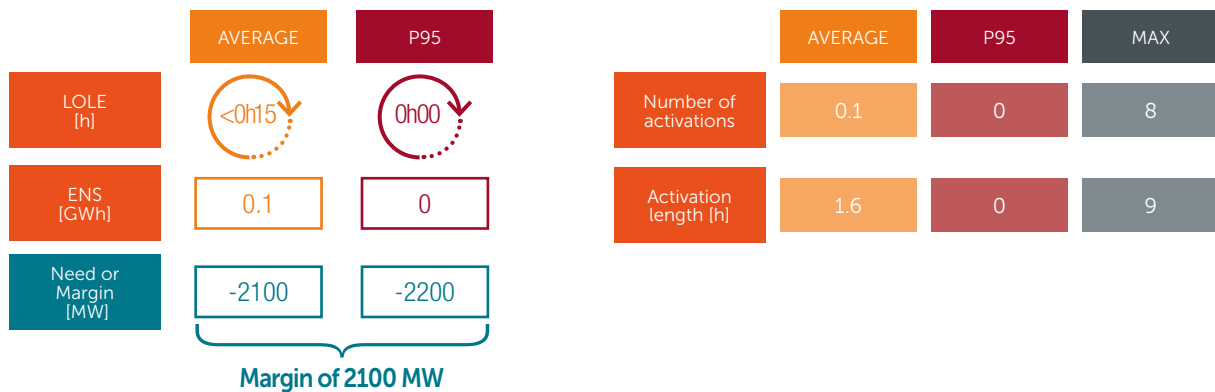 AVERAGE
P95
LOLE
[h]
<0h15
0h00
ENS
[GWh]
0.1
0
Need or
Margin
[MW]
-2100
-2200
Margin of 2100 MW
AVERAGE
P95
MAX
Number of
activations
0.1
0
8
Activation
length [h]
1.6
0
9